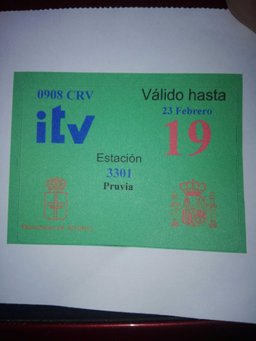 0908 CRV
Válido hasta
23 Febrero
itv
19
Estación
3301
Pruvia